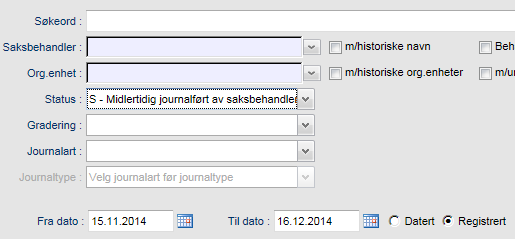 Søkeord :
Saksbehandler : m/historiske navn Beh
Org.enhet : m/historiske org.enheter
Status : S - Midlertidig journalført av saksbehandler
Gradering :
Journalart :
Journaltype : Velg journalart før journaltype
Fra dato : 15.11.2014 Til dato : 16.12.2014 Datert Registrert